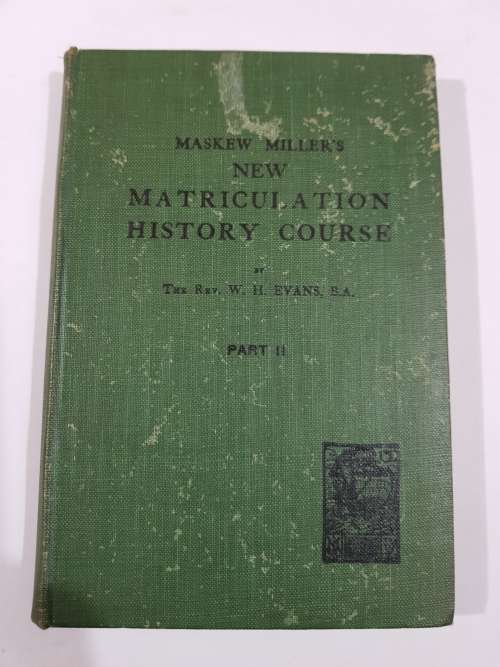 MASKEW MILLER'S
NEW
MATRICULATION
HISTORY COURSE
BY
THE REV. W. H. EVANS, B.A.
PART II